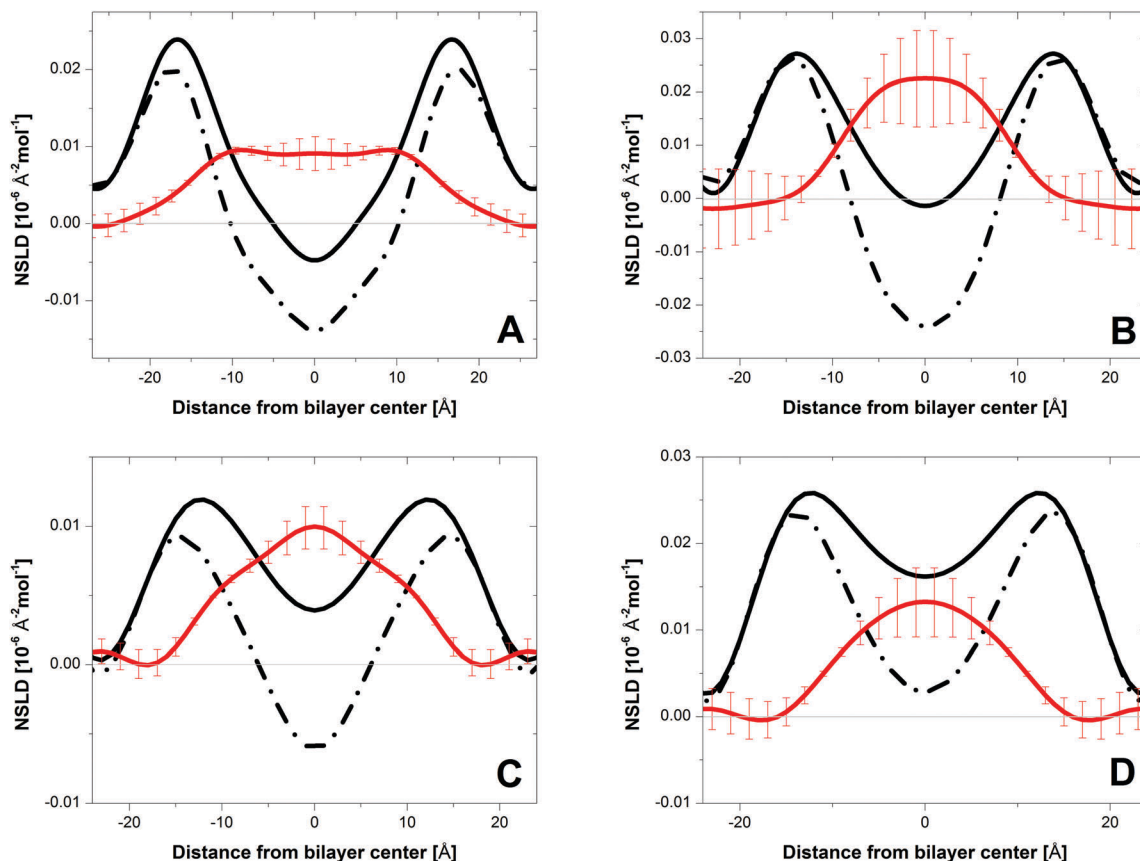 0.02
0.01
0.00
-0.01
NSLD [10⁻⁶ Å⁻²mol⁻¹]
-20 -10 0 10 20
Distance from bilayer center [Å]
A
0.03
0.02
0.01
0.00
-0.01
-0.02
-0.03
NSLD [10⁻⁶ Å⁻²mol⁻¹]
-20 -10 0 10 20
Distance from bilayer center [Å]
B
0.01
0.00
-0.01
NSLD [10⁻⁶ Å⁻²mol⁻¹]
-20 -10 0 10 20
Distance from bilayer center [Å]
C
0.03
0.02
0.01
0.00
-0.01
NSLD [10⁻⁶ Å⁻²mol⁻¹]
-20 -10 0 10 20
Distance from bilayer center [Å]
D